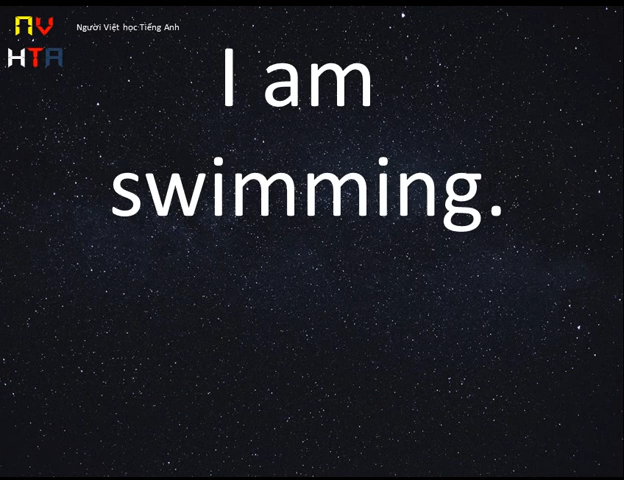 NV
Người Việt học Tiếng Anh
HTA
I am
swimming.